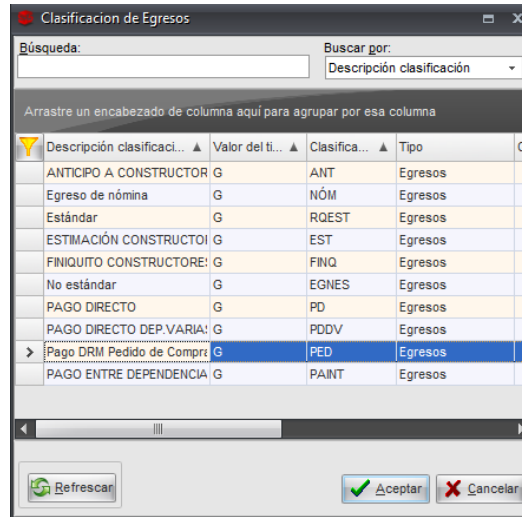 Clasificacion de Egresos
Búsqueda: Buscar por:
Descripción clasificación
Arrastre un encabezado de columna aquí para agrupar por esa columna
Descripción clasificaci... Valor del ti... Clasifica... Tipo
ANTICIPO A CONSTRUCTOR G ANT Egresos
Egreso de nómina G NÓM Egresos
Estándar G RQEST Egresos
ESTIMACIÓN CONSTRUCTO G EST Egresos
FINIQUITO CONSTRUCTORES G FINQ Egresos
No estándar G EGNES Egresos
PAGO DIRECTO G PD Egresos
PAGO DIRECTO DEP.VARIAS G PDDV Egresos
Pago DRM Pedido de Compra G PED Egresos
PAGO ENTRE DEPENDENCIA G PAINT Egresos
Refrescar Aceptar Cancelar